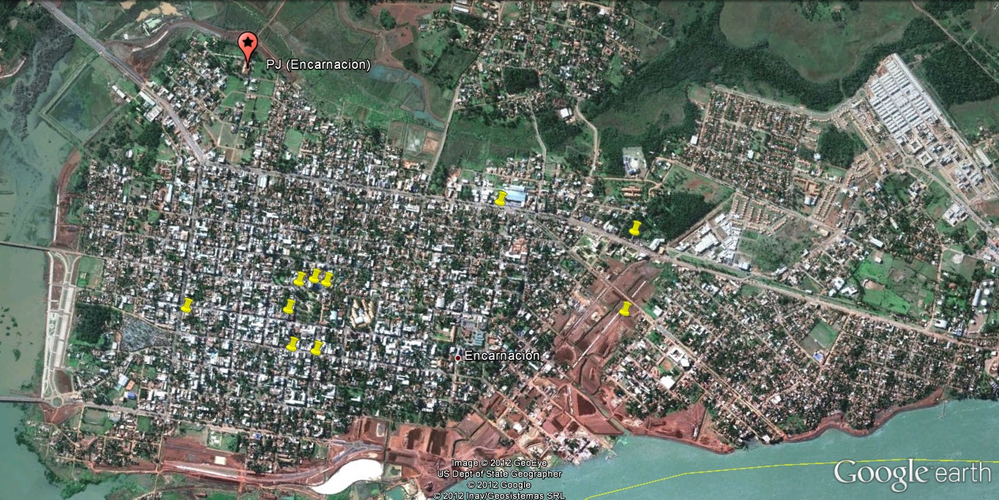 PJ (Encarnacion)
Encarnación
Image © 2012 GeoEye
US Dept of State Geographer
© 2012 Google
© 2012 Inav/Geosistemas SRL
Google earth